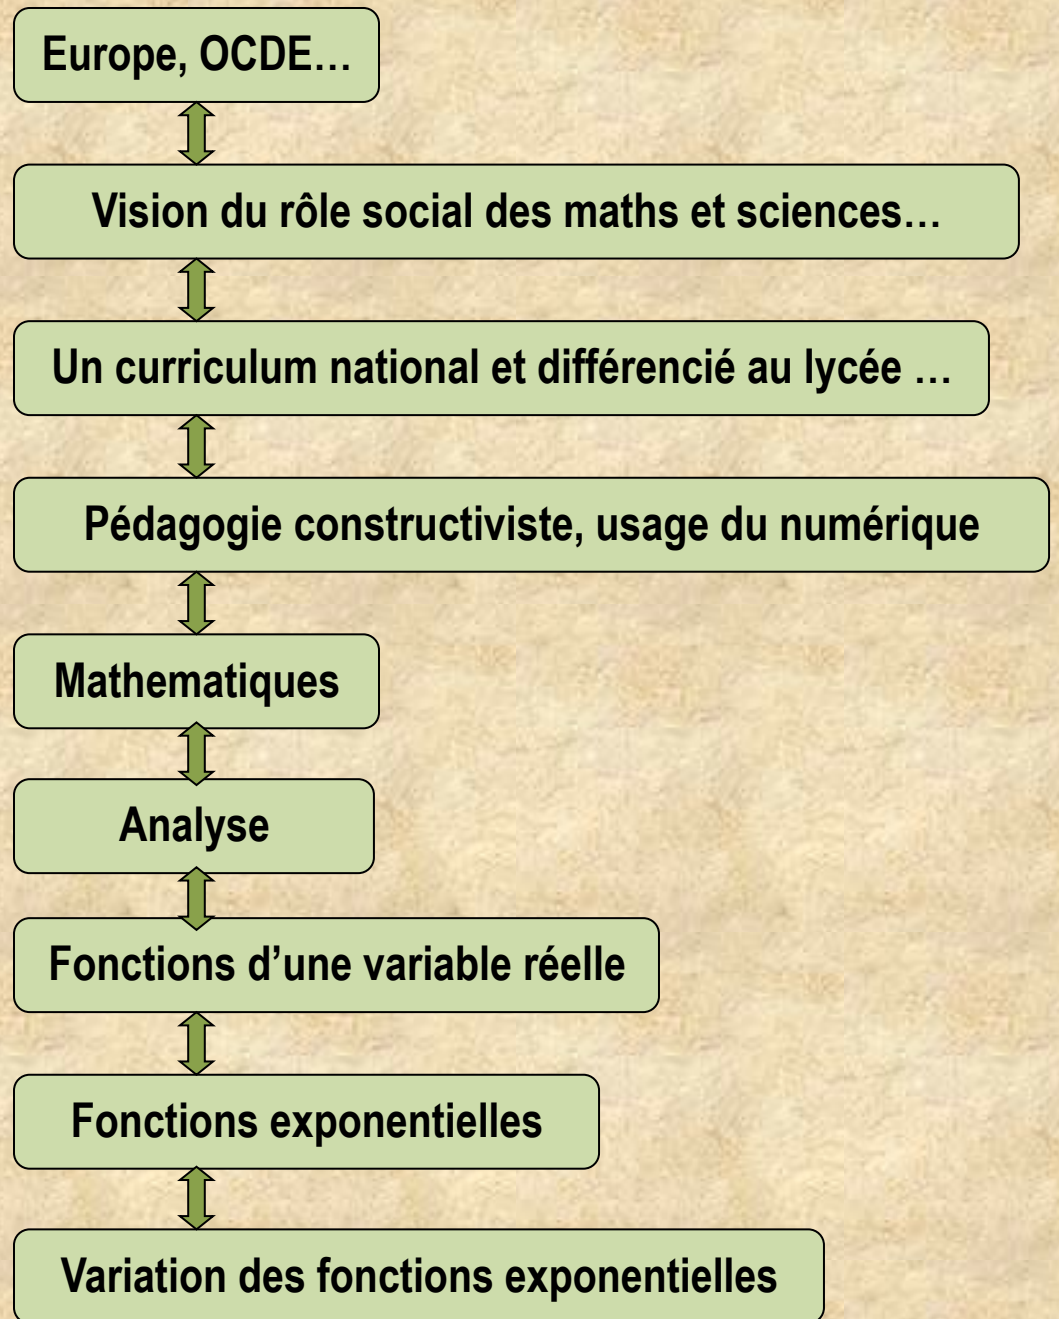 Europe, OCDE…
Vision du rôle social des maths et sciences…
Un curriculum national et différencié au lycée …
Pédagogie constructiviste, usage du numérique
Mathematiques
Analyse
Fonctions d’une variable réelle
Fonctions exponentielles
Variation des fonctions exponentielles